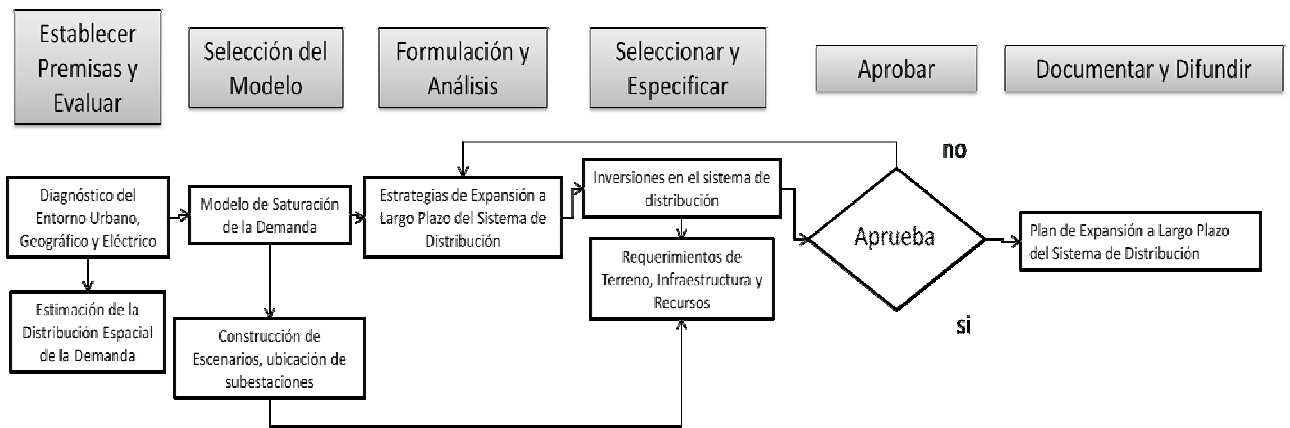 Establecer
Premisas y
Evaluar
Selección del
Modelo
Formulación y
Análisis
Seleccionar y
Especificar
Aprobar
Documentar y Difundir
Diagnóstico del
Entorno Urbano,
Geográfico y Eléctrico
Estimación de la
Distribución Espacial
de la Demanda
Modelo de Saturación
de la Demanda
Construcción de
Escenarios, ubicación de
subestaciones
Estrategias de Expansión a
Largo Plazo del Sistema de
Distribución
Inversiones en el sistema de
distribución
Requerimientos de
Terreno, Infraestructura y
Recursos
no
Aprueba
si
Plan de Expansión a Largo Plazo
del Sistema de Distribución